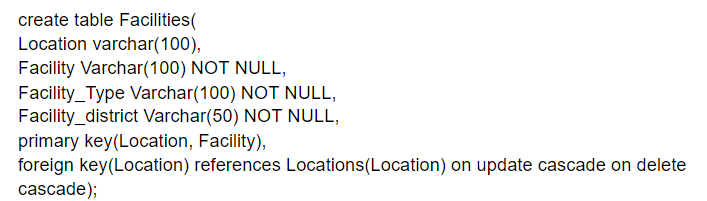 create table Facilities(
Location varchar(100),
Facility Varchar(100) NOT NULL,
Facility_Type Varchar(100) NOT NULL,
Facility_district Varchar(50) NOT NULL,
primary key(Location, Facility),
foreign key(Location) references Locations(Location) on update cascade on delete
cascade);